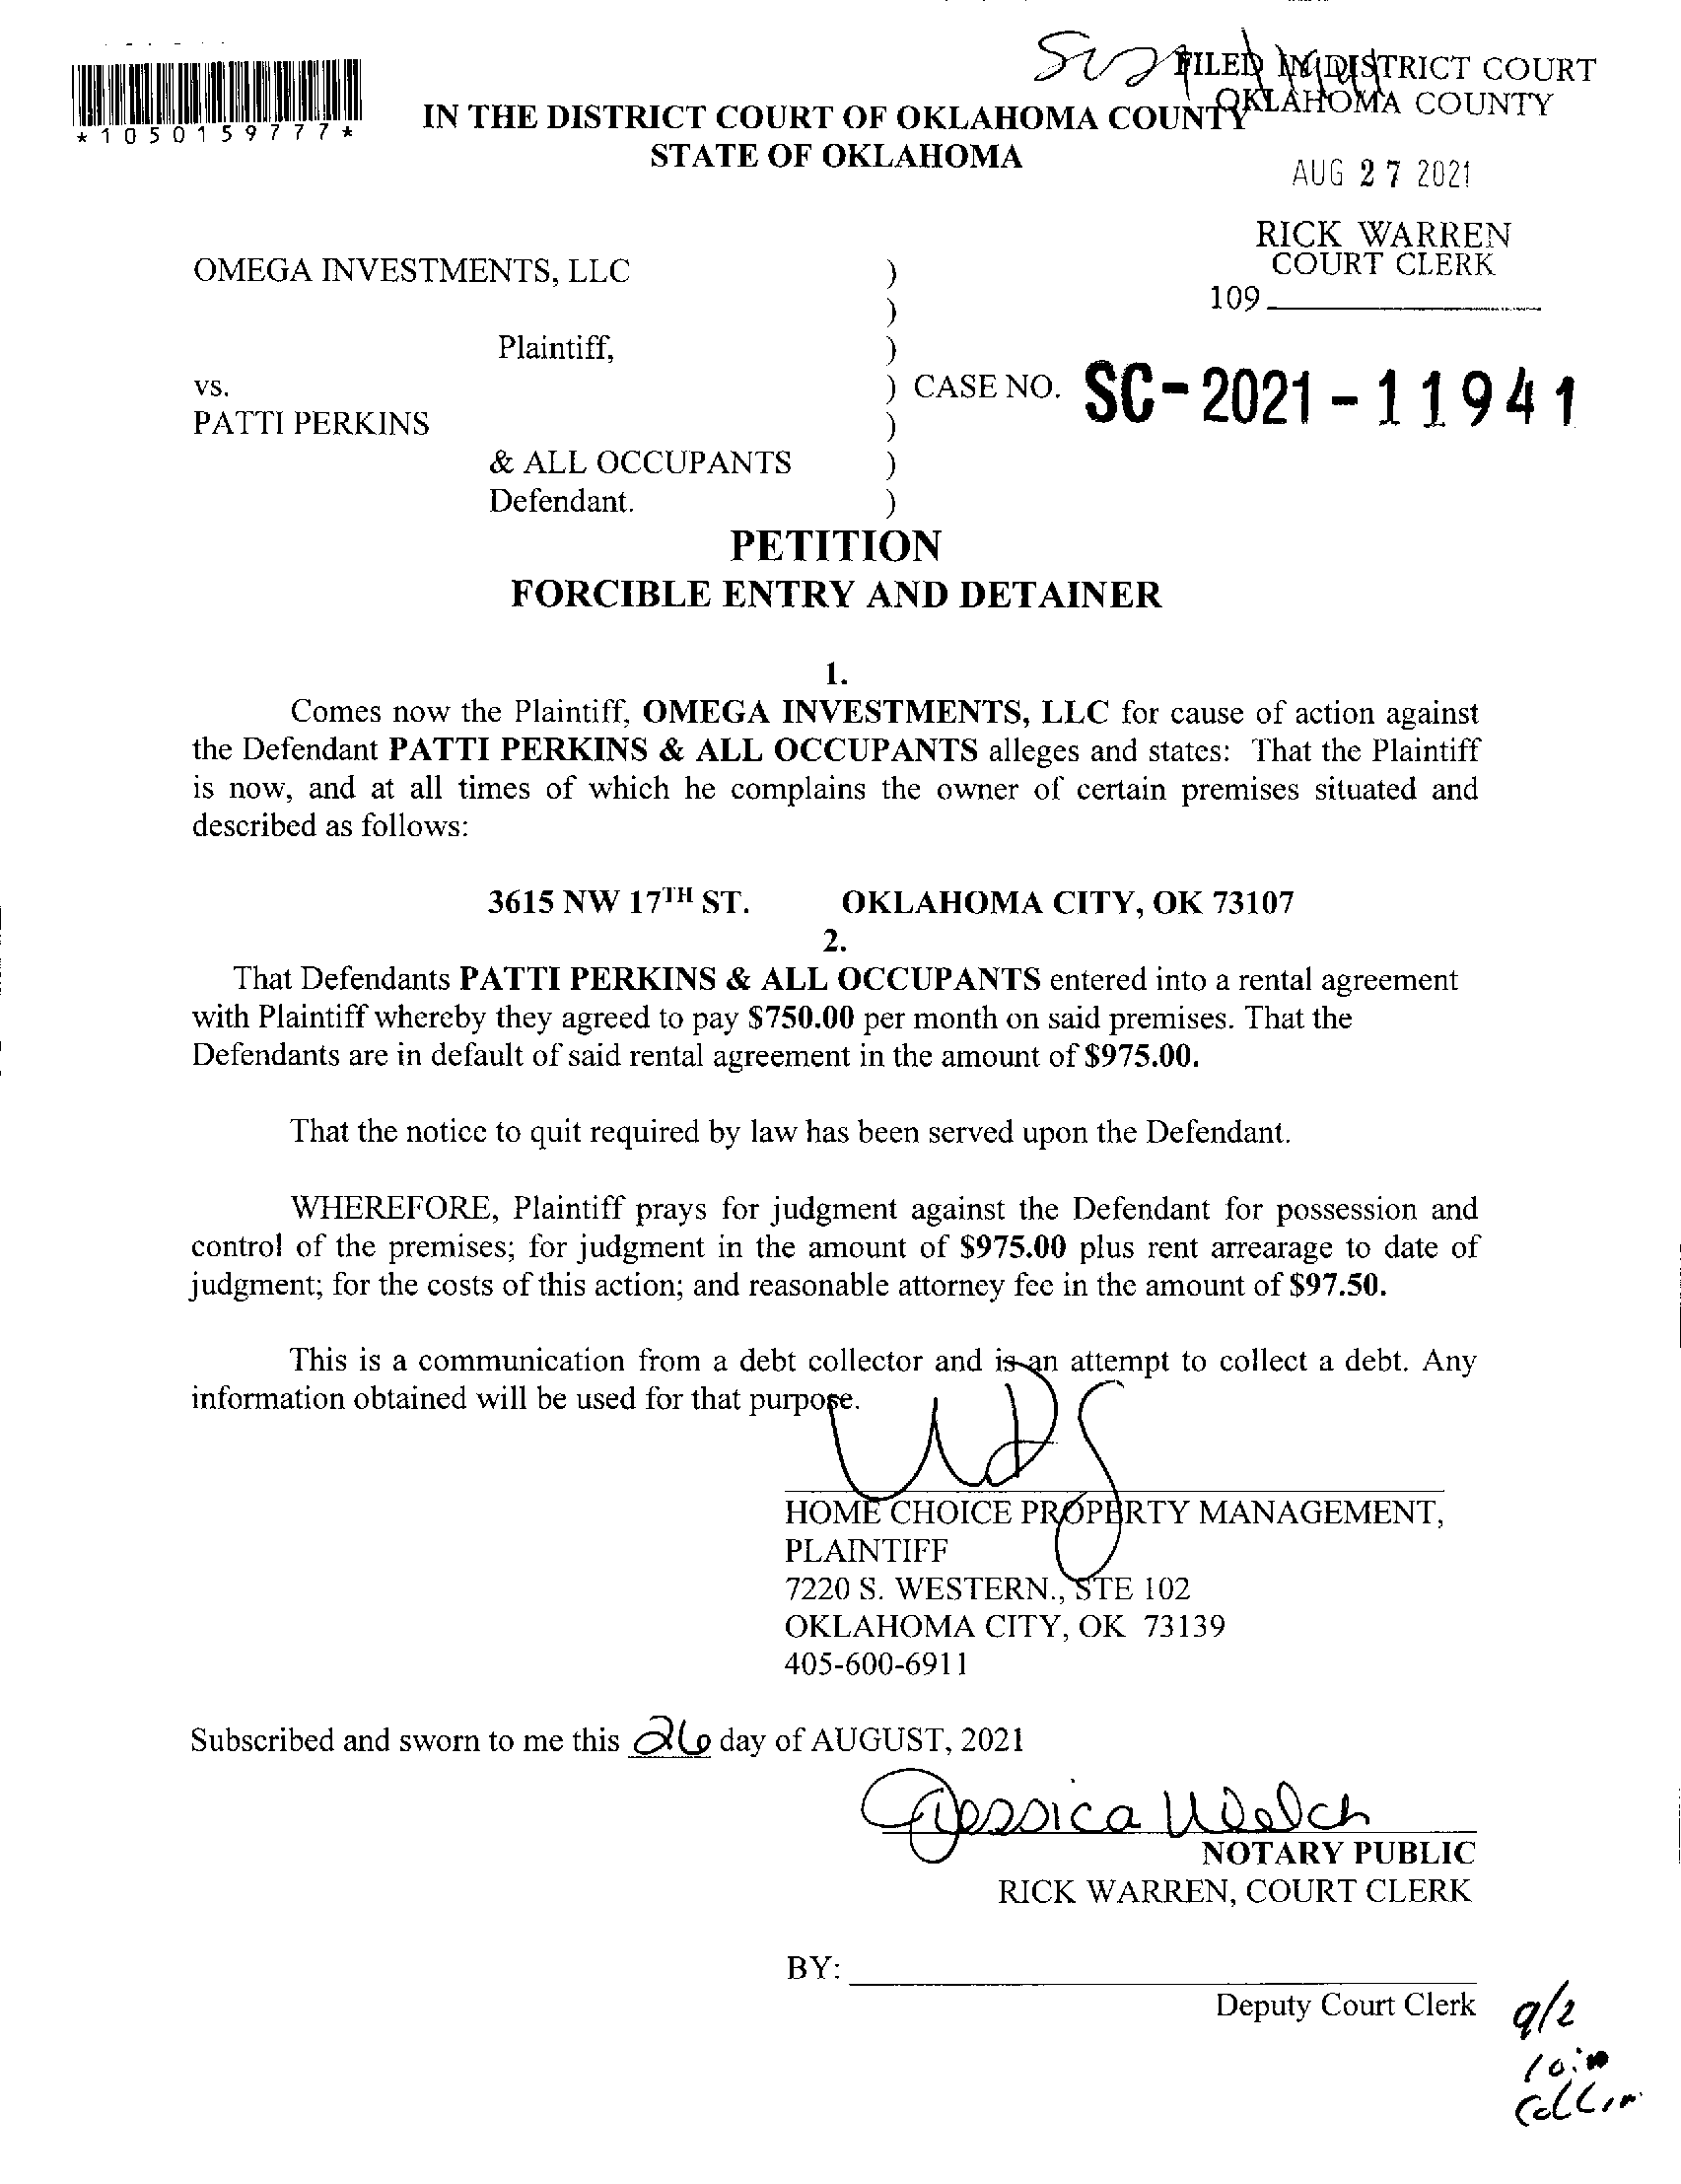 FILED IN DISTRICT COURT
OKLAHOMA COUNTY
*1050159777*
IN THE DISTRICT COURT OF OKLAHOMA COUNTY
STATE OF OKLAHOMA
AUG 27 2021
RICK WARREN
COURT CLERK
109
OMEGA INVESTMENTS, LLC )
)
Plaintiff, )
vs. ) CASE NO. SC-2021-11941
PATTI PERKINS )
& ALL OCCUPANTS )
Defendant. )
PETITION
FORCIBLE ENTRY AND DETAINER
1.
Comes now the Plaintiff, OMEGA INVESTMENTS, LLC for cause of action against
the Defendant PATTI PERKINS & ALL OCCUPANTS alleges and states: That the Plaintiff
is now, and at all times of which he complains the owner of certain premises situated and
described as follows:
3615 NW 17TH ST. OKLAHOMA CITY, OK 73107
2.
That Defendants PATTI PERKINS & ALL OCCUPANTS entered into a rental agreement
with Plaintiff whereby they agreed to pay $750.00 per month on said premises. That the
Defendants are in default of said rental agreement in the amount of $975.00.
That the notice to quit required by law has been served upon the Defendant.
WHEREFORE, Plaintiff prays for judgment against the Defendant for possession and
control of the premises; for judgment in the amount of $975.00 plus rent arrearage to date of
judgment; for the costs of this action; and reasonable attorney fee in the amount of $97.50.
This is a communication from a debt collector and is an attempt to collect a debt. Any
information obtained will be used for that purpose.
HOME CHOICE PROPERTY MANAGEMENT,
PLAINTIFF
7220 S. WESTERN., STE 102
OKLAHOMA CITY, OK 73139
405-600-6911
Subscribed and sworn to me this 26 day of AUGUST, 2021
Jessica Welch
NOTARY PUBLIC
RICK WARREN, COURT CLERK
BY:
Deputy Court Clerk
9/2